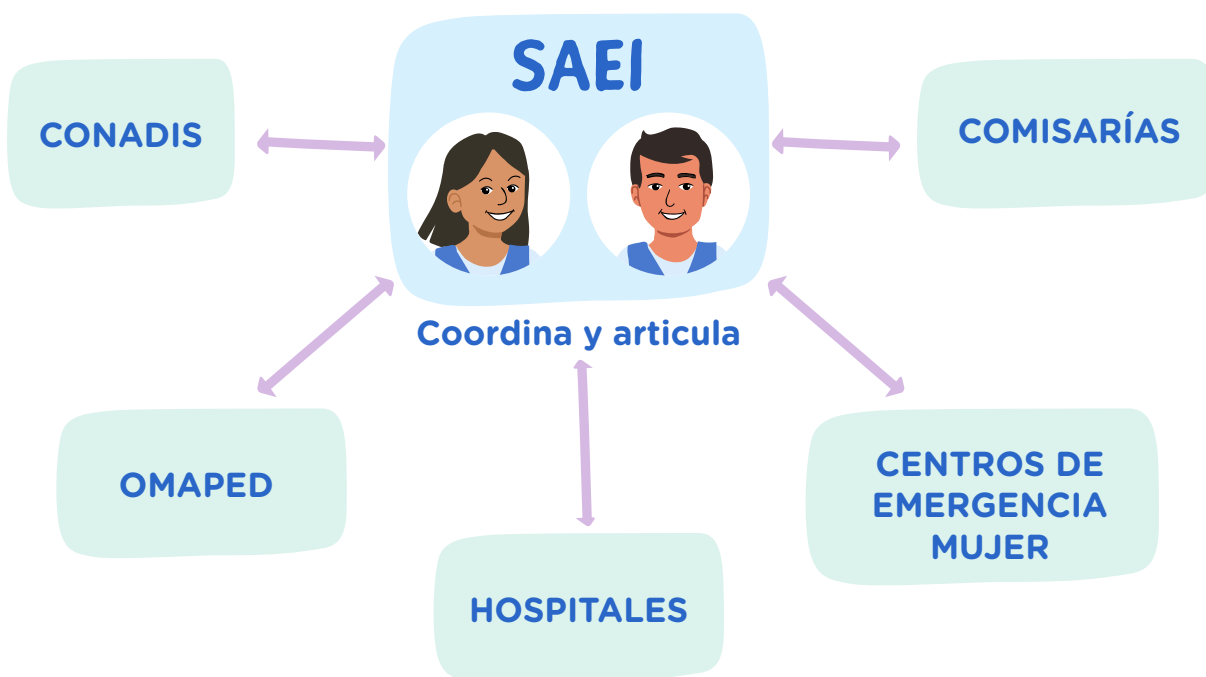 SAEI
CONADIS
COMISARÍAS
Coordina y articula
OMAPED
CENTROS DE
EMERGENCIA
MUJER
HOSPITALES